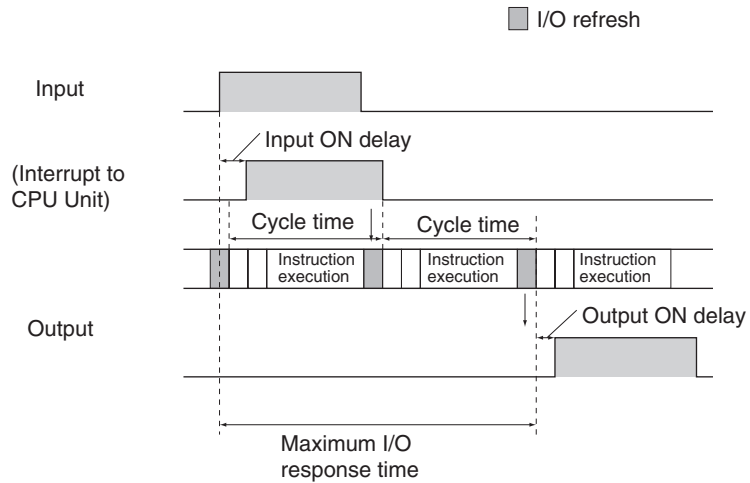 I/O refresh
Input
Input ON delay
(Interrupt to
CPU Unit)
Cycle time
Cycle time
Instruction
execution
Instruction
execution
Instruction
execution
Output
Output ON delay
Maximum I/O
response time